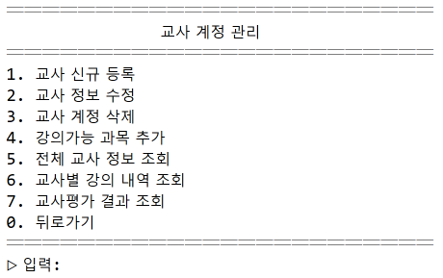 교사 계정 관리
1. 교사 신규 등록
2. 교사 정보 수정
3. 교사 계정 삭제
4. 강의가능 과목 추가
5. 전체 교사 정보 조회
6. 교사별 강의 내역 조회
7. 교사평가 결과 조회
0. 뒤로가기
▷ 입력: